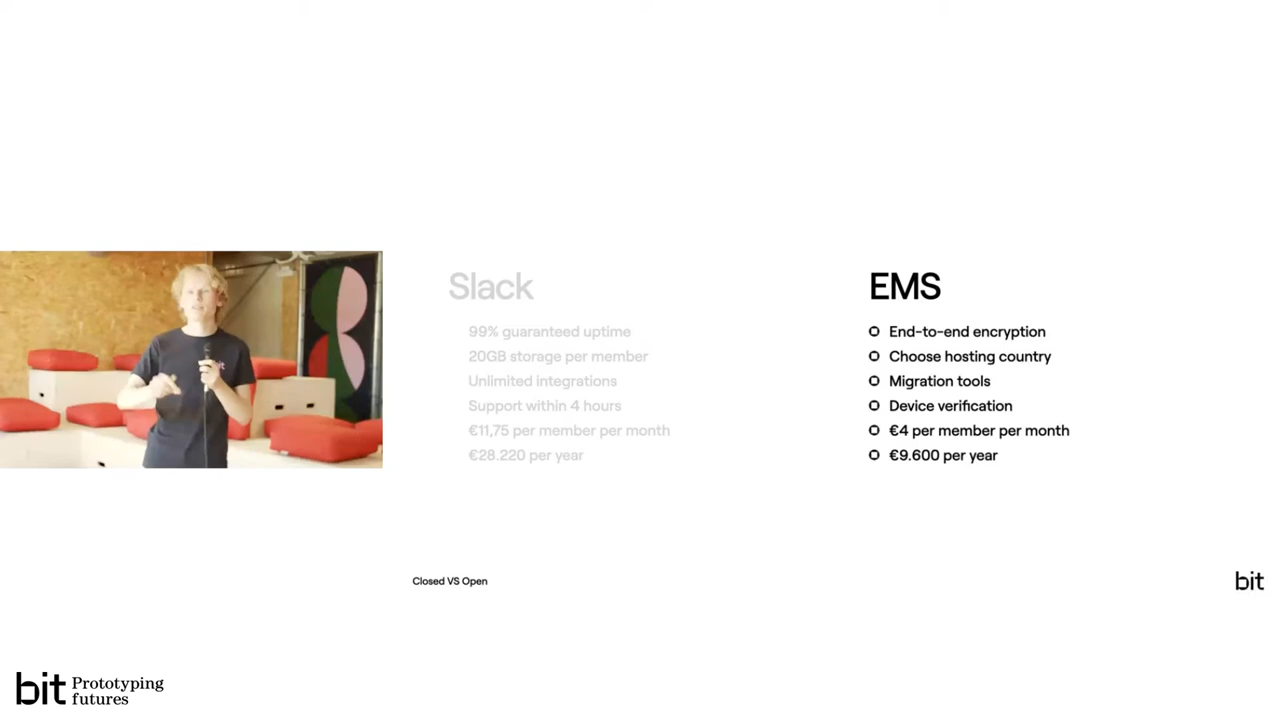 Slack
99% guaranteed uptime
20GB storage per member
Unlimited integrations
Support within 4 hours
€11,75 per member per month
€28.220 per year
EMS
End-to-end encryption
Choose hosting country
Migration tools
Device verification
€4 per member per month
€9.600 per year
Closed VS Open
bit
bit Prototyping
futures